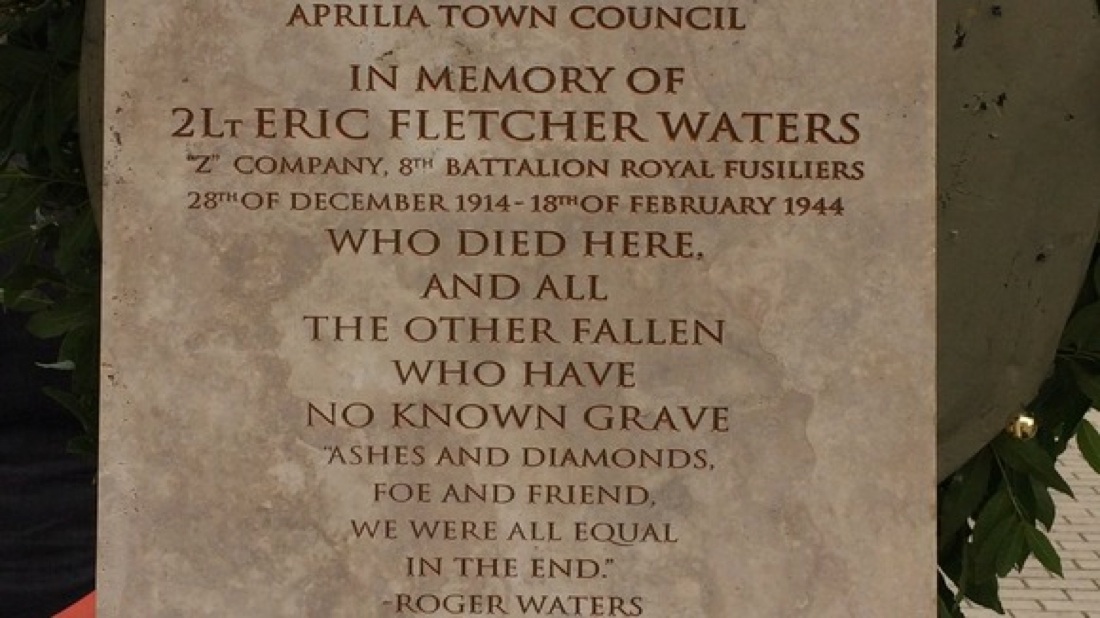 APRILIA TOWN COUNCIL
IN MEMORY OF
2LT ERIC FLETCHER WATERS
"Z" COMPANY, 8TH BATTALION ROYAL FUSILIERS
28TH OF DECEMBER 1914 - 18TH OF FEBRUARY 1944
WHO DIED HERE,
AND ALL
THE OTHER FALLEN
WHO HAVE
NO KNOWN GRAVE
"ASHES AND DIAMONDS,
FOE AND FRIEND,
WE WERE ALL EQUAL
IN THE END."
-ROGER WATERS